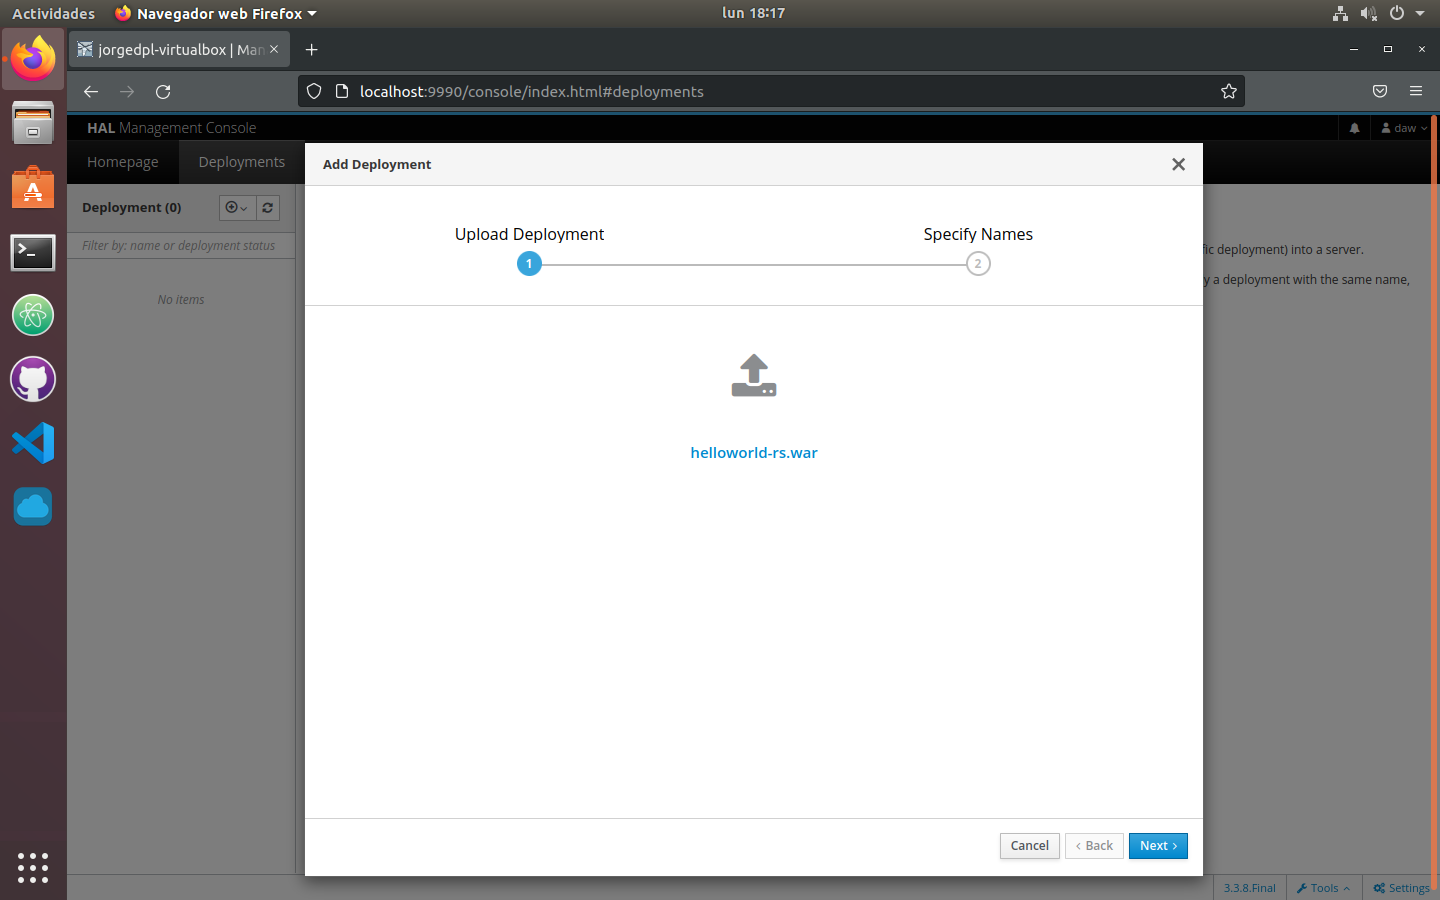 Actividades
Navegador web Firefox
lun 18:17
jorgedpl-virtualbox | Man
localhost:9990/console/index.html#deployments
HAL Management Console
daw
Homepage
Deployments
Add Deployment
Deployment (0)
Filter by: name or deployment status
No items
Upload Deployment
Specify Names
1
2
fic deployment) into a server.
y a deployment with the same name,
helloworld-rs.war
Cancel
Back
Next
3.3.8.Final
Tools
Settings